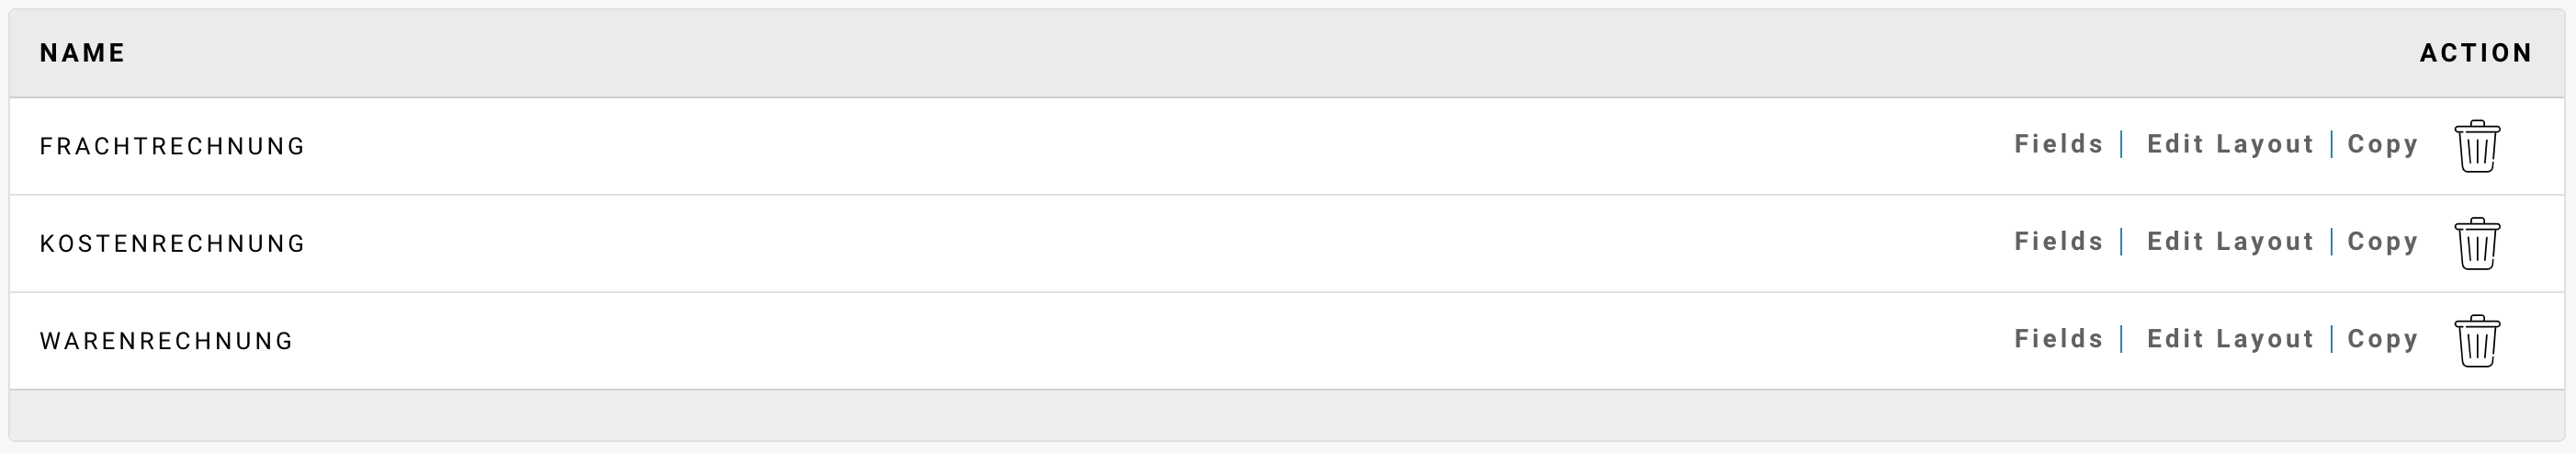 NAME ACTION
FRACHTRECHNUNG Fields | Edit Layout | Copy
KOSTENRECHNUNG Fields | Edit Layout | Copy
WARENRECHNUNG Fields | Edit Layout | Copy